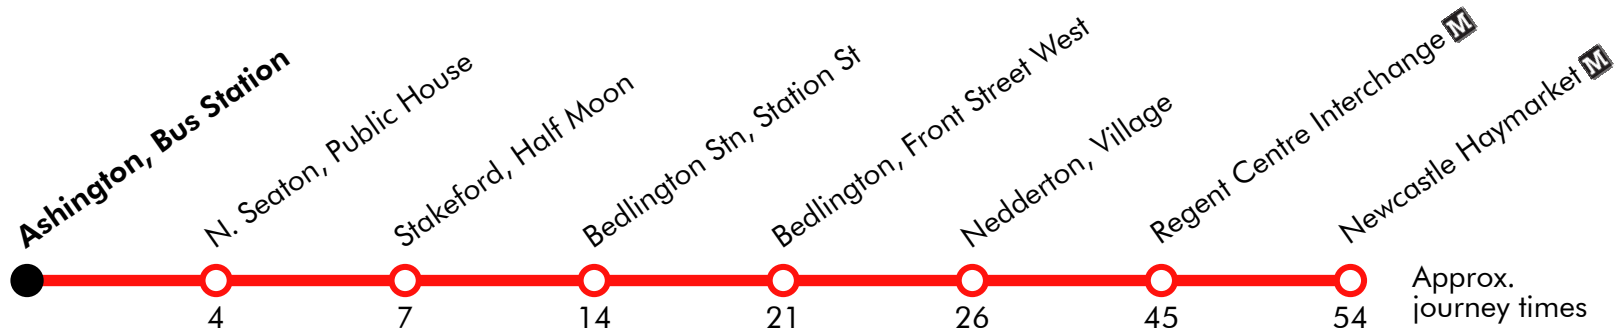 Ashington, Bus Station
N. Seaton, Public House
Stakeford, Half Moon
Bedlington Stn, Station St
Bedlington, Front Street West
Nedderton, Village
Regent Centre Interchange M
Newcastle Haymarket M
4 7 14 21 26 45 54
Approx.
journey times